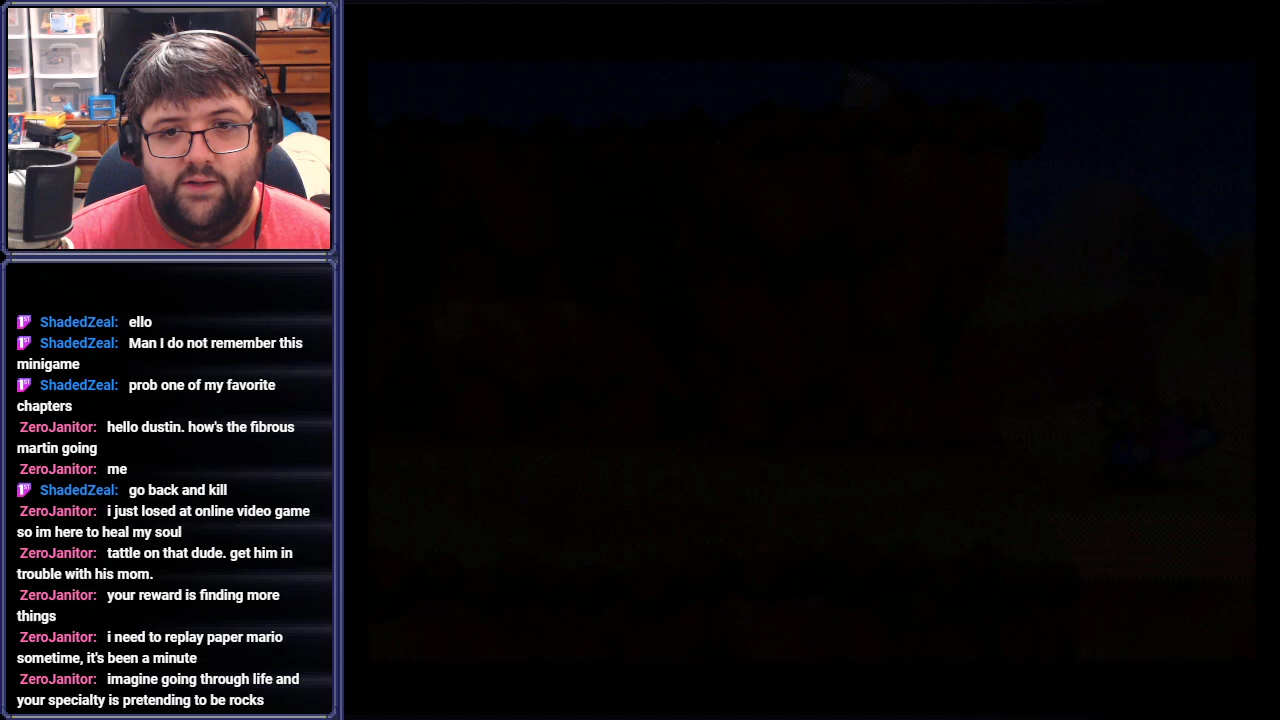 ShadedZeal: ello
ShadedZeal: Man I do not remember this
minigame
ShadedZeal: prob one of my favorite
chapters
ZeroJanitor: hello dustin. how's the fibrous
martin going
ZeroJanitor: me
ShadedZeal: go back and kill
ZeroJanitor: i just losed at online video game
so im here to heal my soul
ZeroJanitor: tattle on that dude. get him in
trouble with his mom.
ZeroJanitor: your reward is finding more
things
ZeroJanitor: i need to replay paper mario
sometime, it's been a minute
ZeroJanitor: imagine going through life and
your specialty is pretending to be rocks